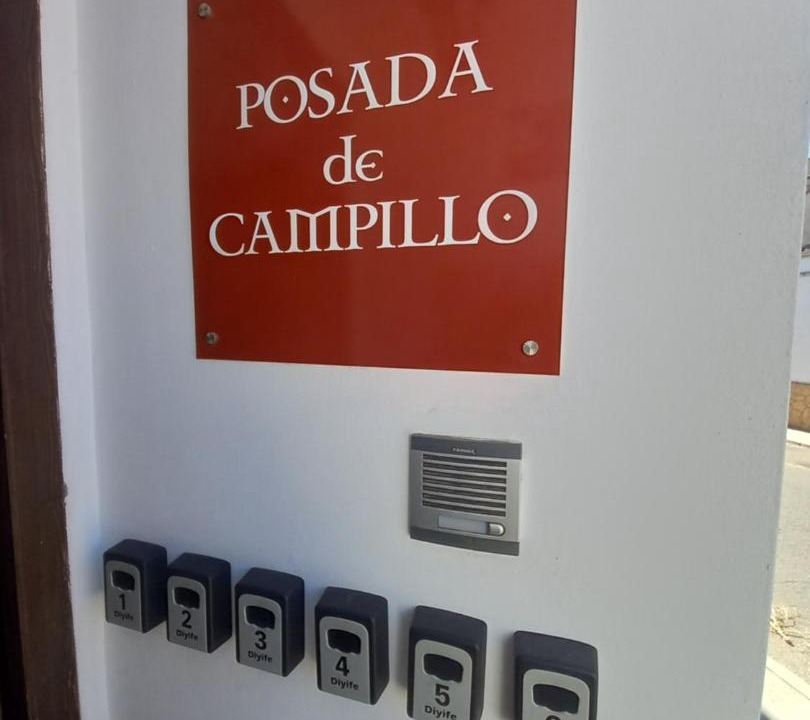 POSADA
de
CAMPILLO
1
Diyife
2
Diyife
3
Diyife
4
Diyife
5
Diyife